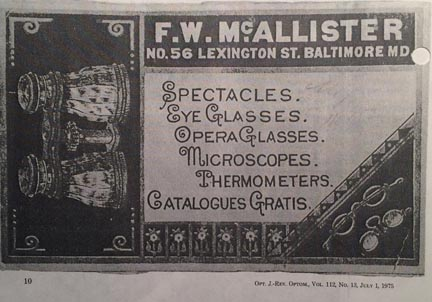 F. W. McALLISTER
NO. 56 LEXINGTON ST. BALTIMORE MD.
SPECTACLES.
EYE GLASSES.
OPERA GLASSES.
MICROSCOPES.
THERMOMETERS.
CATALOGUES GRATIS.
10
OPT. J.-REV. OPTOM., VOL. 112, NO. 13, JULY 1, 1975